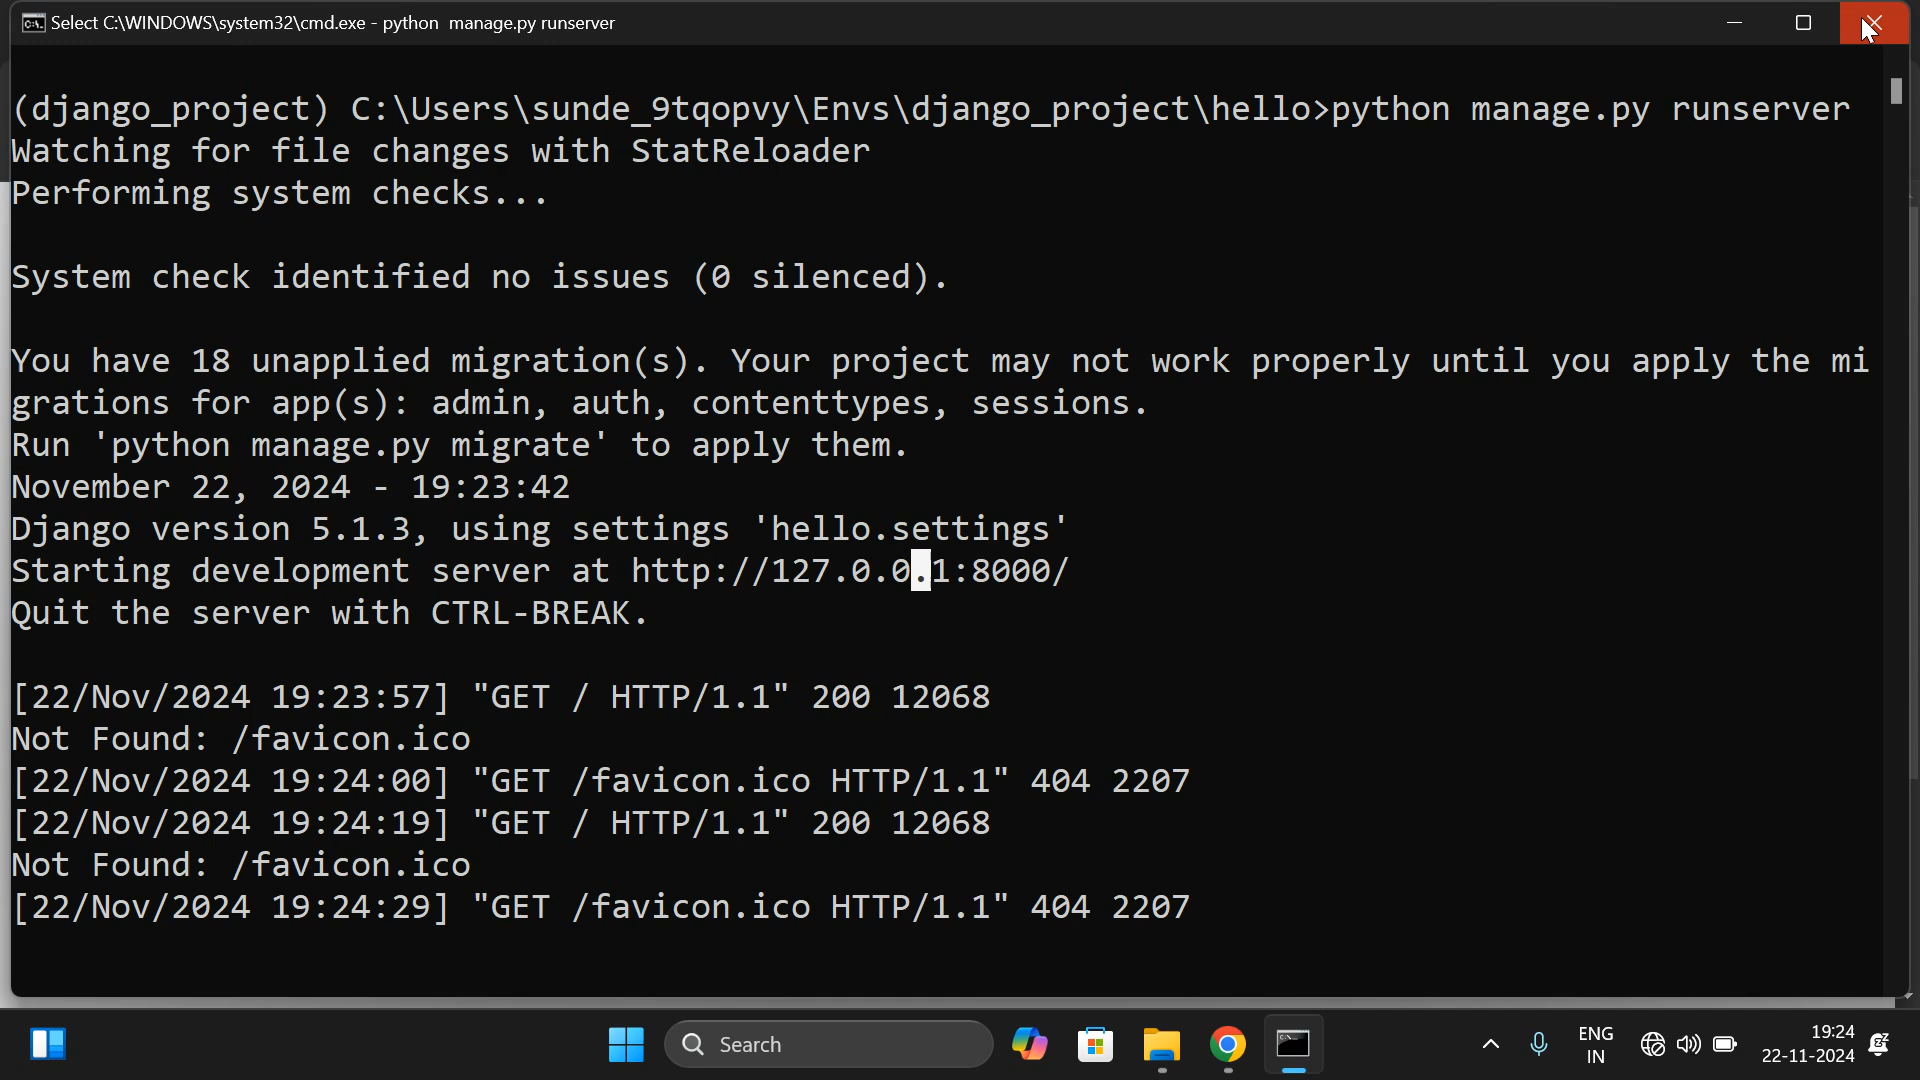 Select C:\WINDOWS\system32\cmd.exe - python  manage.py runserver
(django_project) C:\Users\sunde_9tqopvy\Envs\django_project\hello>python manage.py runserver
Watching for file changes with StatReloader
Performing system checks...
System check identified no issues (0 silenced).
You have 18 unapplied migration(s). Your project may not work properly until you apply the mi
grations for app(s): admin, auth, contenttypes, sessions.
Run 'python manage.py migrate' to apply them.
November 22, 2024 - 19:23:42
Django version 5.1.3, using settings 'hello.settings'
Starting development server at http://127.0.0.1:8000/
Quit the server with CTRL-BREAK.
[22/Nov/2024 19:23:57] "GET / HTTP/1.1" 200 12068
Not Found: /favicon.ico
[22/Nov/2024 19:24:00] "GET /favicon.ico HTTP/1.1" 404 2207
[22/Nov/2024 19:24:19] "GET / HTTP/1.1" 200 12068
Not Found: /favicon.ico
[22/Nov/2024 19:24:29] "GET /favicon.ico HTTP/1.1" 404 2207
Search
ENG
IN
19:24
22-11-2024